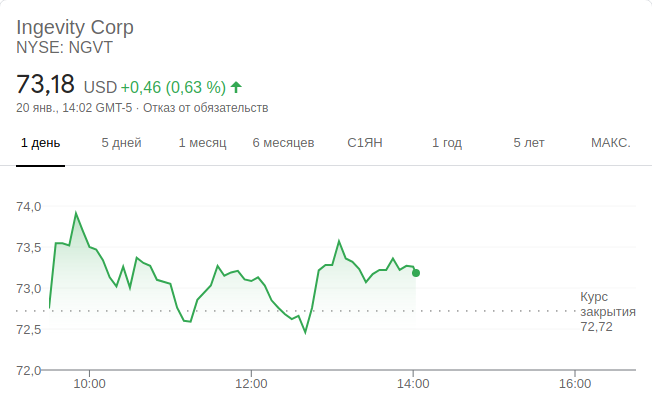 Ingevity Corp
NYSE: NGVT
73,18 USD +0,46 (0,63 %)
20 янв., 14:02 GMT-5 · Отказ от обязательств
1 день 5 дней 1 месяц 6 месяцев С1ЯН 1 год 5 лет МАКС.
74,0
73,5
73,0
72,5
72,0
Курс
закрытия
72,72
10:00 12:00 14:00 16:00